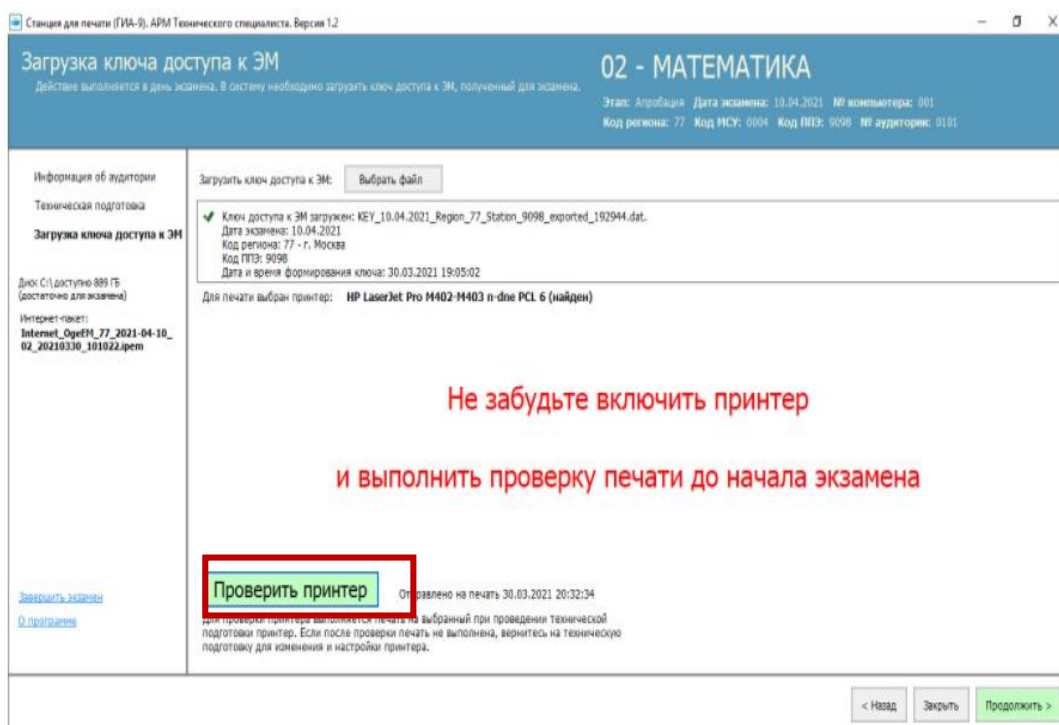 Станция для печати (ГИА-9). АРМ Технического специалиста. Версия 1.2
Загрузка ключа доступа к ЭМ
Действие выполняется в день экзамена. В систему необходимо загрузить ключ доступа к ЭМ, полученный для экзамена.
02 - МАТЕМАТИКА
Этап: Апробация Дата экзамена: 10.04.2021 № компьютера: 001
Код региона: 77 Код МСУ: 0004 Код ППЭ: 9098 № аудитории: 0101
Информация об аудитории
Техническая подготовка
Загрузка ключа доступа к ЭМ
Диск C:\ доступно 889 ГБ
(достаточно для экзамена)
Интернет-пакет:
Internet_OgeEM_77_2021-04-10_
02_20210330_101022.ipem
Завершить экзамен
О программе
Загрузить ключ доступа к ЭМ: Выбрать файл
Ключ доступа к ЭМ загружен: KEY_10.04.2021_Region_77_Station_9098_exported_192944.dat.
Дата экзамена: 10.04.2021
Код региона: 77 - г. Москва
Код ППЭ: 9098
Дата и время формирования ключа: 30.03.2021 19:05:02
Для печати выбран принтер: HP LaserJet Pro M402-M403 n-dne PCL 6 (найден)
Не забудьте включить принтер
и выполнить проверку печати до начала экзамена
Проверить принтер Отправлено на печать 30.03.2021 20:32:34
Для проверки принтера выполняется печать на выбранный при проведении технической
подготовки принтер. Если после проверки печать не выполнена, вернитесь на техническую
подготовку для изменения и настройки принтера.
< Назад Закрыть Продолжить >